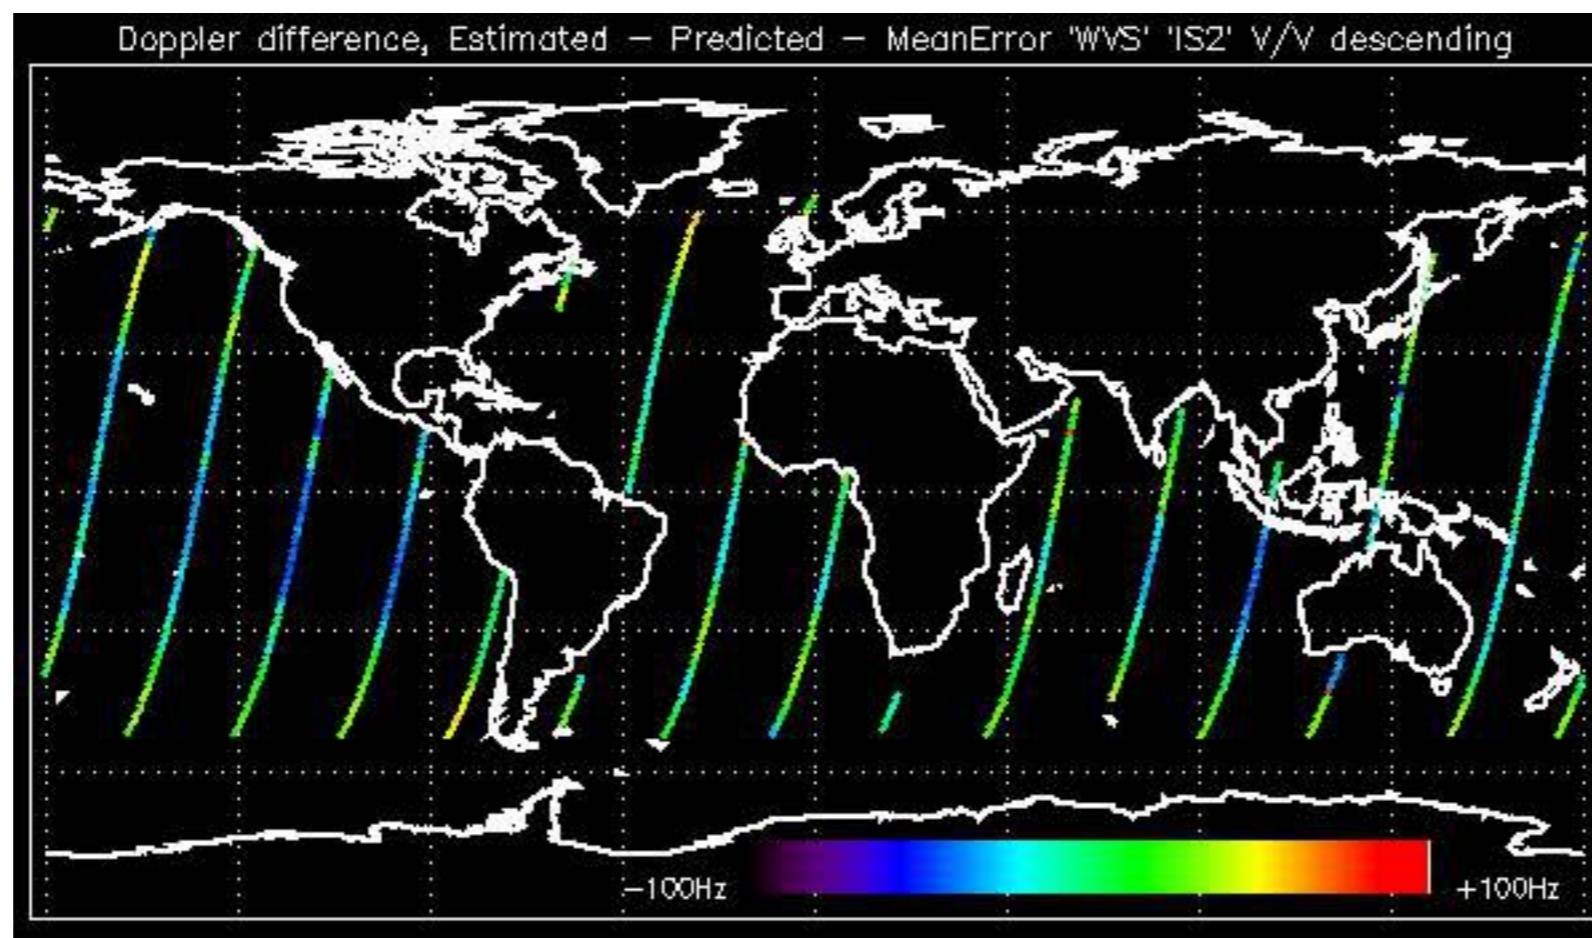 Doppler difference, Estimated – Predicted – MeanError 'WVS' 'IS2' V/V descending
–100Hz
+100Hz